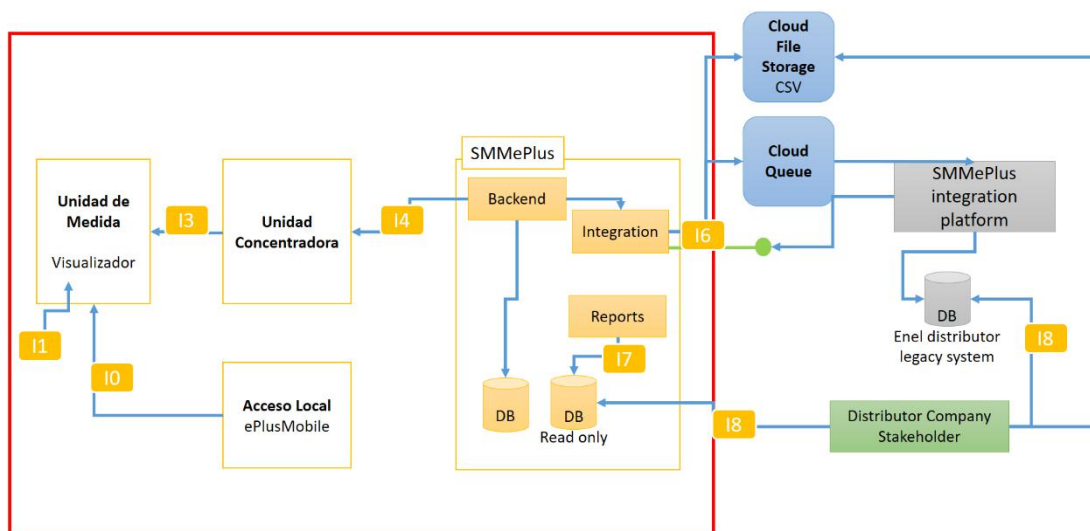 Cloud
File
Storage
CSV
SMMePlus
Cloud
Queue
SMMePlus
integration
platform
Unidad de
Medida
Visualizador
I3
Unidad
Concentradora
I4
Backend
Integration
I6
Reports
I7
I1
I0
DB
Enel distributor
legacy system
I8
Acceso Local
ePlusMobile
DB
DB
Read only
I8
Distributor Company
Stakeholder